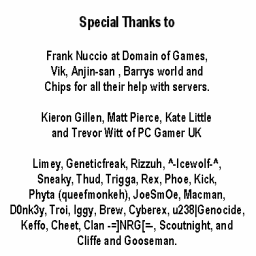 Special Thanks to
Frank Nuccio at Domain of Games,
Vik, Anjin-san , Barrys world and
Chips for all their help with servers.
Kieron Gillen, Matt Pierce, Kate Little
and Trevor Witt of PC Gamer UK
Limey, Geneticfreak, Rizzuh, ^-Icewolf-^,
Sneaky, Thud, Trigga, Rex, Phoe, Kick,
Phyta (queefmonkeh), JoeSmOe, Macman,
D0nk3y, Troi, Iggy, Brew, Cyberex, u238|Genocide,
Keffo, Cheet, Clan -=]NRG[=-, Scoutnight, and
Cliffe and Gooseman.